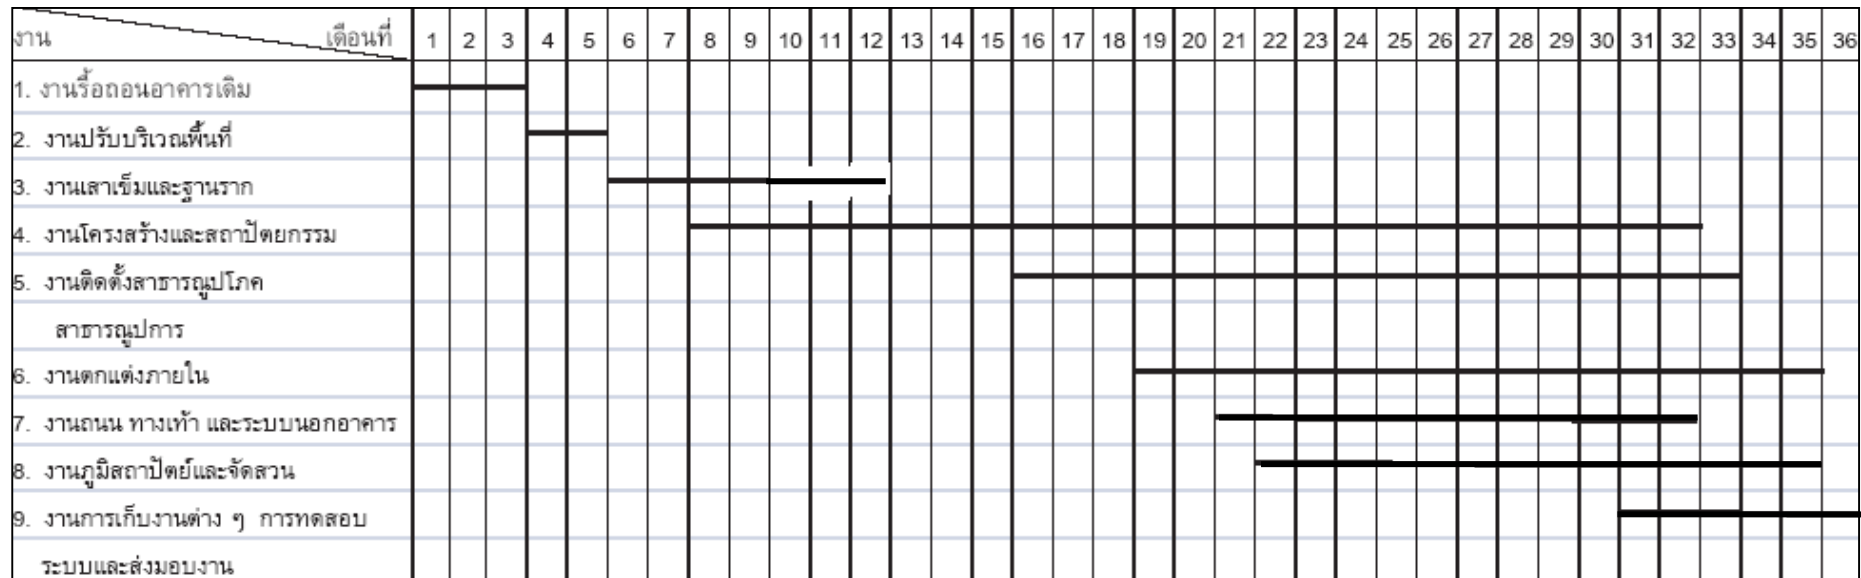 งาน เดือนที่ 1 2 3 4 5 6 7 8 9 10 11 12 13 14 15 16 17 18 19 20 21 22 23 24 25 26 27 28 29 30 31 32 33 34 35 36
1. งานรื้อถอนอาคารเดิม
2. งานปรับบริเวณพื้นที่
3. งานเสาเข็มและฐานราก
4. งานโครงสร้างและสถาปัตยกรรม
5. งานติดตั้งสาธารณูปโภค
สาธารณูปการ
6. งานตกแต่งภายใน
7. งานถนน ทางเท้า และระบบนอกอาคาร
8. งานภูมิสถาปัตย์และจัดสวน
9. งานการเก็บงานต่าง ๆ การทดสอบ
ระบบและส่งมอบงาน